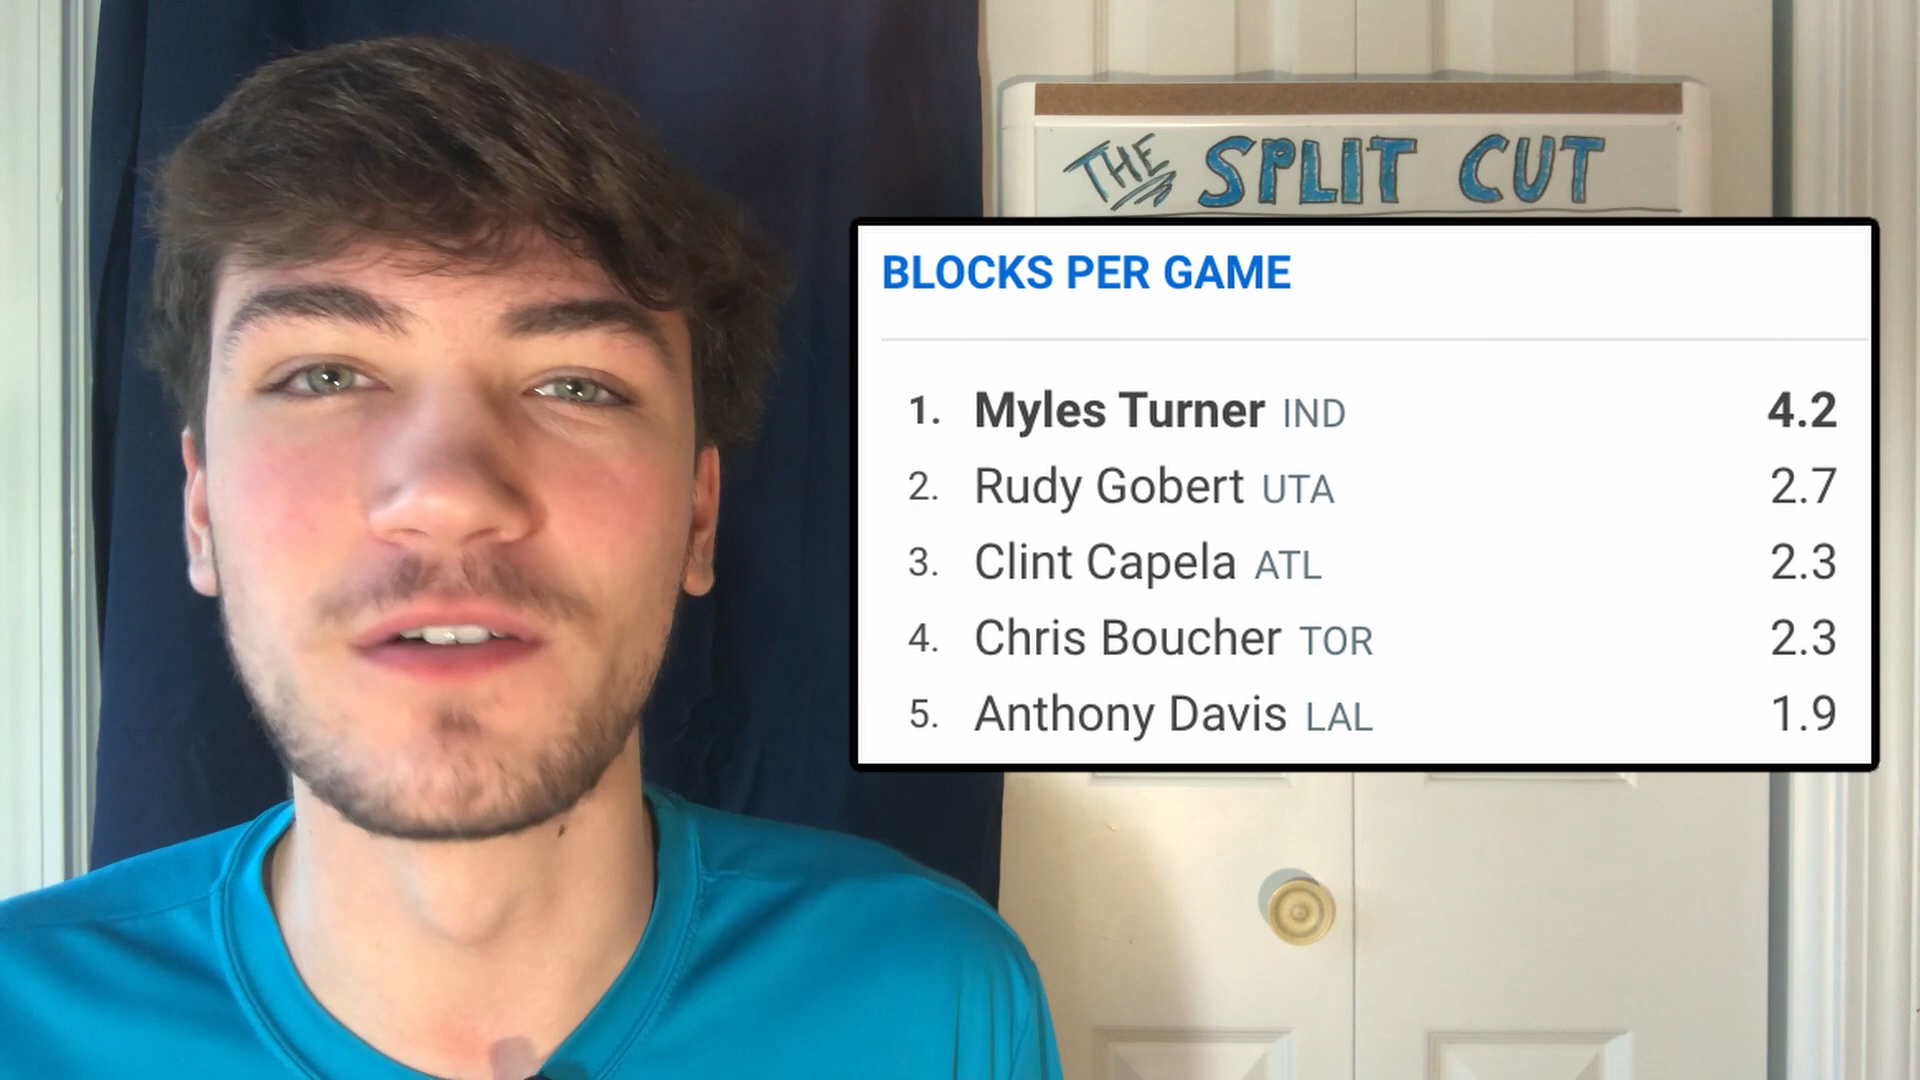 THE SPLIT CUT
BLOCKS PER GAME
1. Myles Turner IND 4.2
2. Rudy Gobert UTA 2.7
3. Clint Capela ATL 2.3
4. Chris Boucher TOR 2.3
5. Anthony Davis LAL 1.9